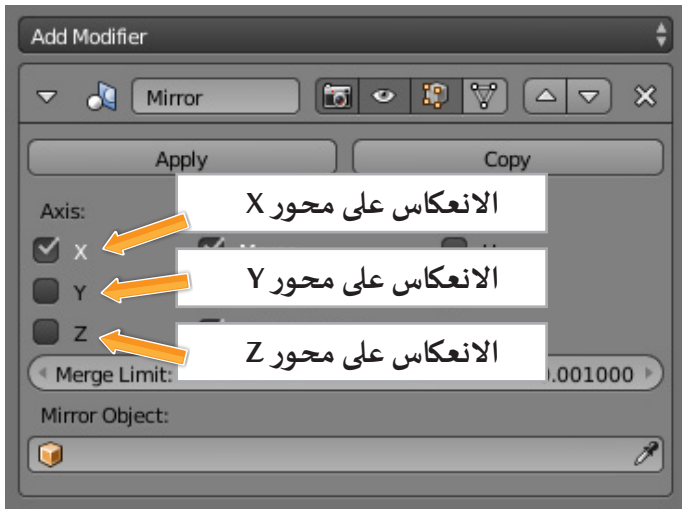 Add Modifier
Mirror
Apply Copy
الانعكاس على محور X
Axis:
X
الانعكاس على محور Y
Y
الانعكاس على محور Z
Z
Merge Limit: .001000
Mirror Object: